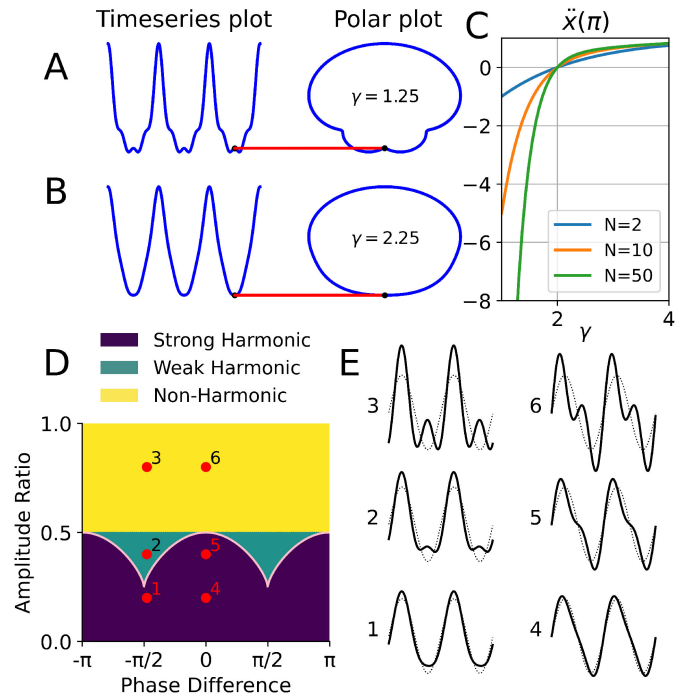 Timeseries plot
Polar plot
C
ẍ(π)
A
γ = 1.25
B
γ = 2.25
0
−2
−4
−6
−8
N=2
N=10
N=50
2
4
γ
D
Strong Harmonic
Weak Harmonic
Non-Harmonic
E
1.0
0.5
0.0
Amplitude Ratio
3
6
2
5
1
4
-π
-π/2
0
π/2
π
Phase Difference
3
6
2
5
1
4